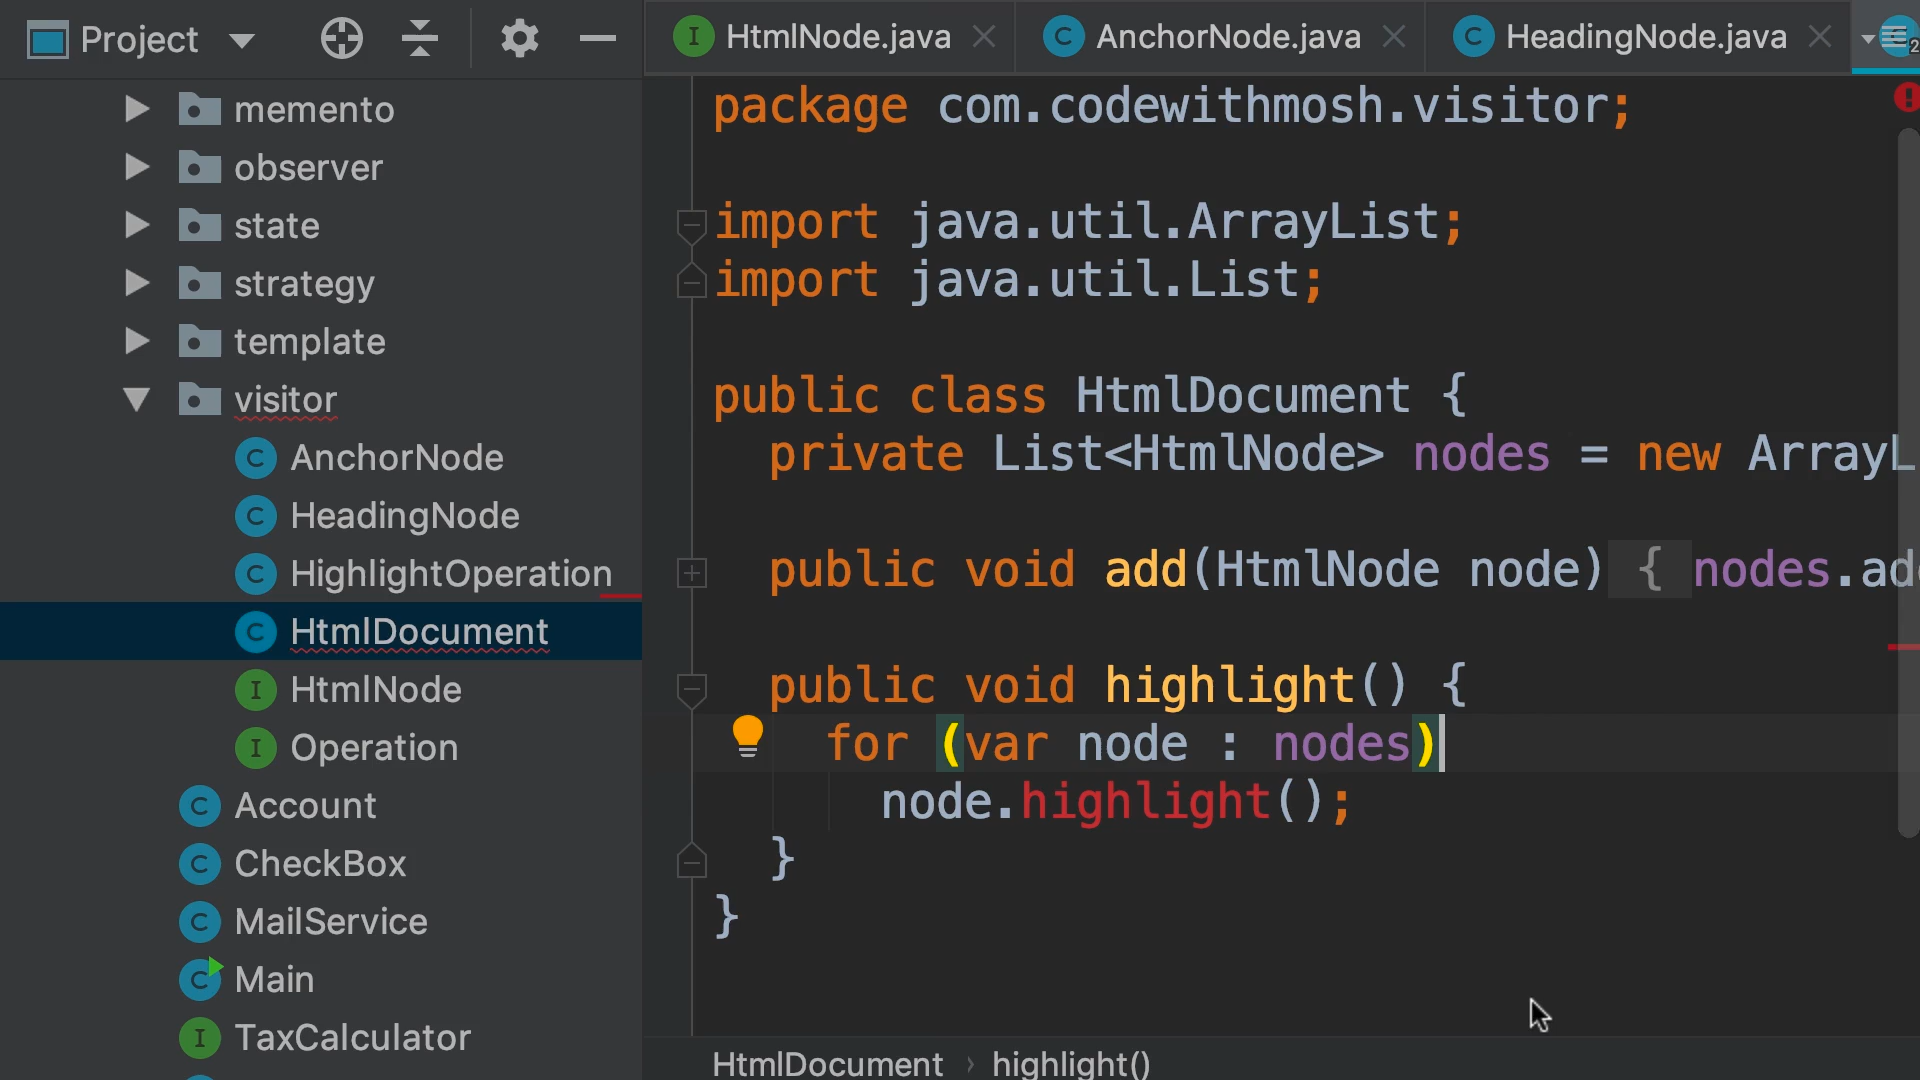 Project
HtmlNode.java
AnchorNode.java
HeadingNode.java
2
memento
observer
state
strategy
template
visitor
AnchorNode
HeadingNode
HighlightOperation
HtmlDocument
HtmlNode
Operation
Account
CheckBox
MailService
Main
TaxCalculator
package com.codewithmosh.visitor;
import java.util.ArrayList;
import java.util.List;
public class HtmlDocument {
private List<HtmlNode> nodes = new ArrayL
public void add(HtmlNode node) { nodes.add
public void highlight() {
for (var node : nodes)
node.highlight();
}
}
HtmlDocument › highlight()